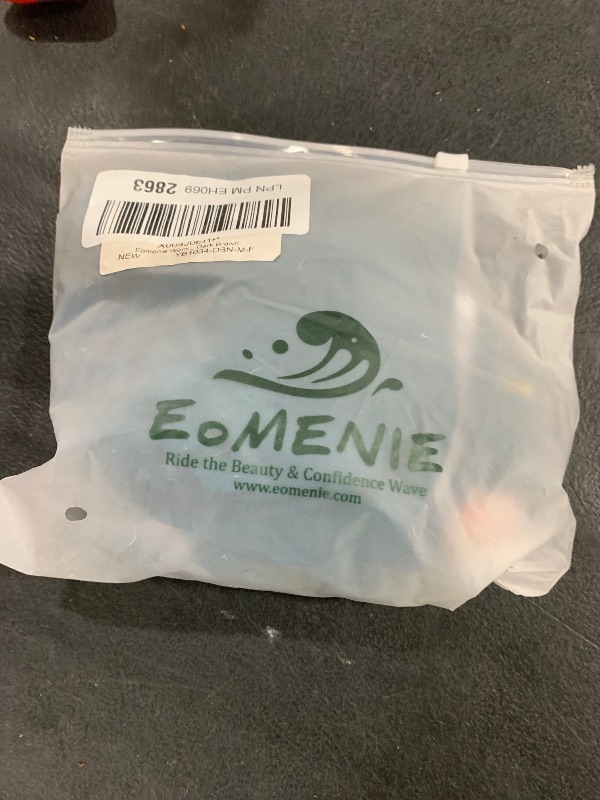 LPN PM EH069 2863
NEW
EOMENIE
Ride the Beauty & Confidence Wave
www.eomenie.com